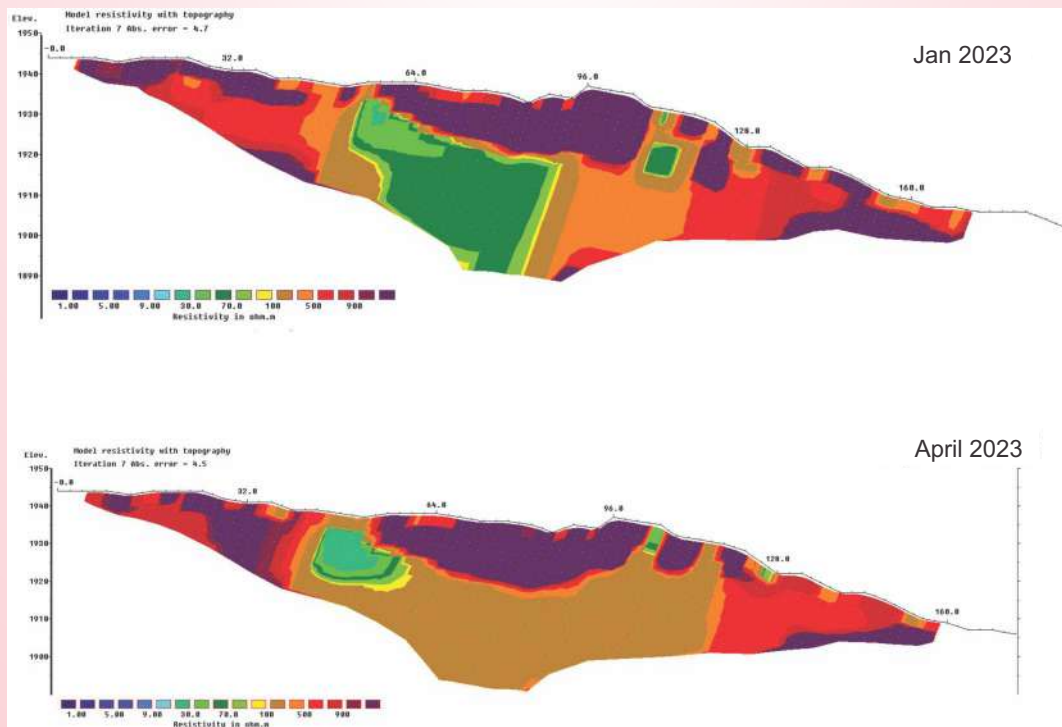 Elev.
Model resistivity with topography
Iteration 7 Abs. error = 4.7
Jan 2023
1950
-0.0
32.0
1940
64.0
96.0
1930
128.0
1920
160.0
1910
1900
1890
1.00 5.00 9.00 30.0 70.0 100 500 900
Resistivity in ohm.m
Elev.
Model resistivity with topography
Iteration 7 Abs. error = 4.5
April 2023
1950
-0.0
32.0
1940
64.0
96.0
1930
128.0
1920
160.0
1910
1900
1.00 5.00 9.00 30.0 70.0 100 500 900
Resistivity in ohm.m